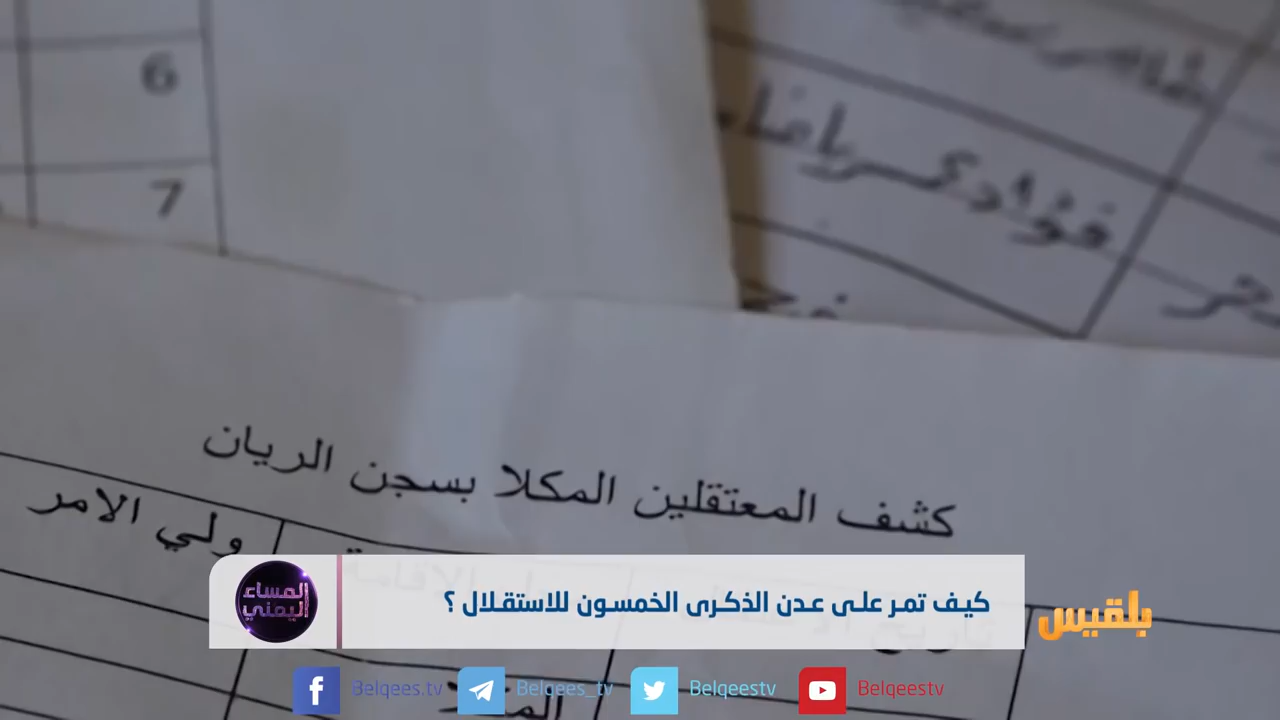 6
7
فؤاد
كشف المعتقلين المكلا بسجن الريان
ولي الامر
كيف تمر على عدن الذكرى الخمسون للاستقلال ؟
المساء اليمني
بلقيس
Belqees.tv
Belqees_tv
Belqeestv
Belqeestv